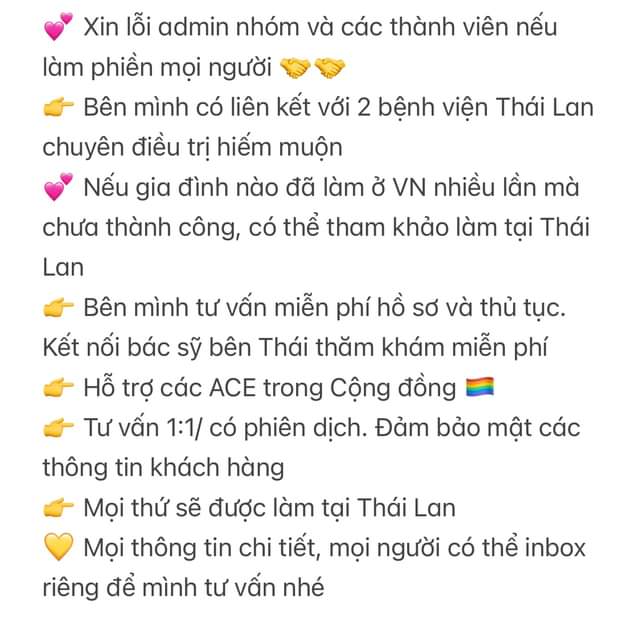 💕 Xin lỗi admin nhóm và các thành viên nếu
làm phiền mọi người 🤝🤝
👉 Bên mình có liên kết với 2 bệnh viện Thái Lan
chuyên điều trị hiếm muộn
💕 Nếu gia đình nào đã làm ở VN nhiều lần mà
chưa thành công, có thể tham khảo làm tại Thái
Lan
👉 Bên mình tư vấn miễn phí hồ sơ và thủ tục.
Kết nối bác sỹ bên Thái thăm khám miễn phí
👉 Hỗ trợ các ACE trong Cộng đồng 🏳️‍🌈
👉 Tư vấn 1:1/ có phiên dịch. Đảm bảo mật các
thông tin khách hàng
👉 Mọi thứ sẽ được làm tại Thái Lan
💛 Mọi thông tin chi tiết, mọi người có thể inbox
riêng để mình tư vấn nhé